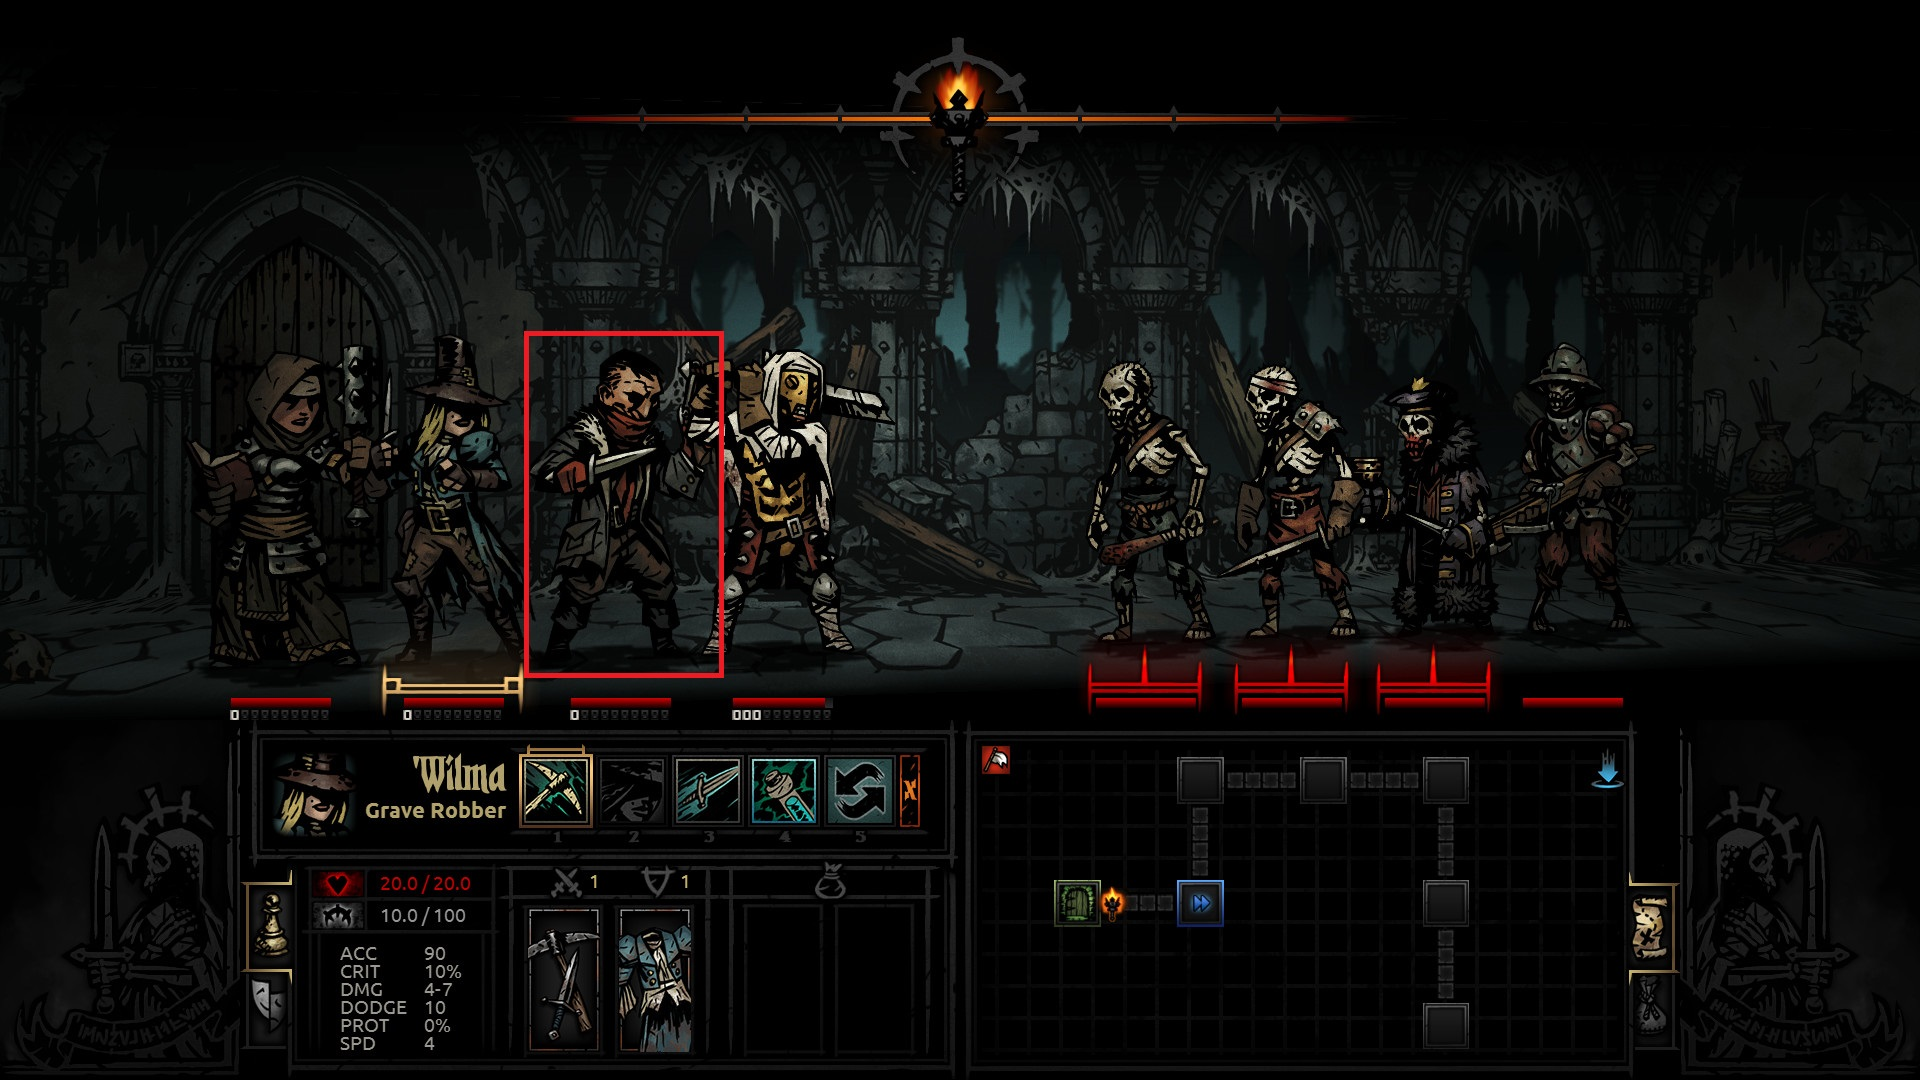 Wilma
Grave Robber
1 2 3 4 5
20.0 / 20.0
10.0 / 100
1 1
ACC 90
CRIT 10%
DMG 4-7
DODGE 10
PROT 0%
SPD 4